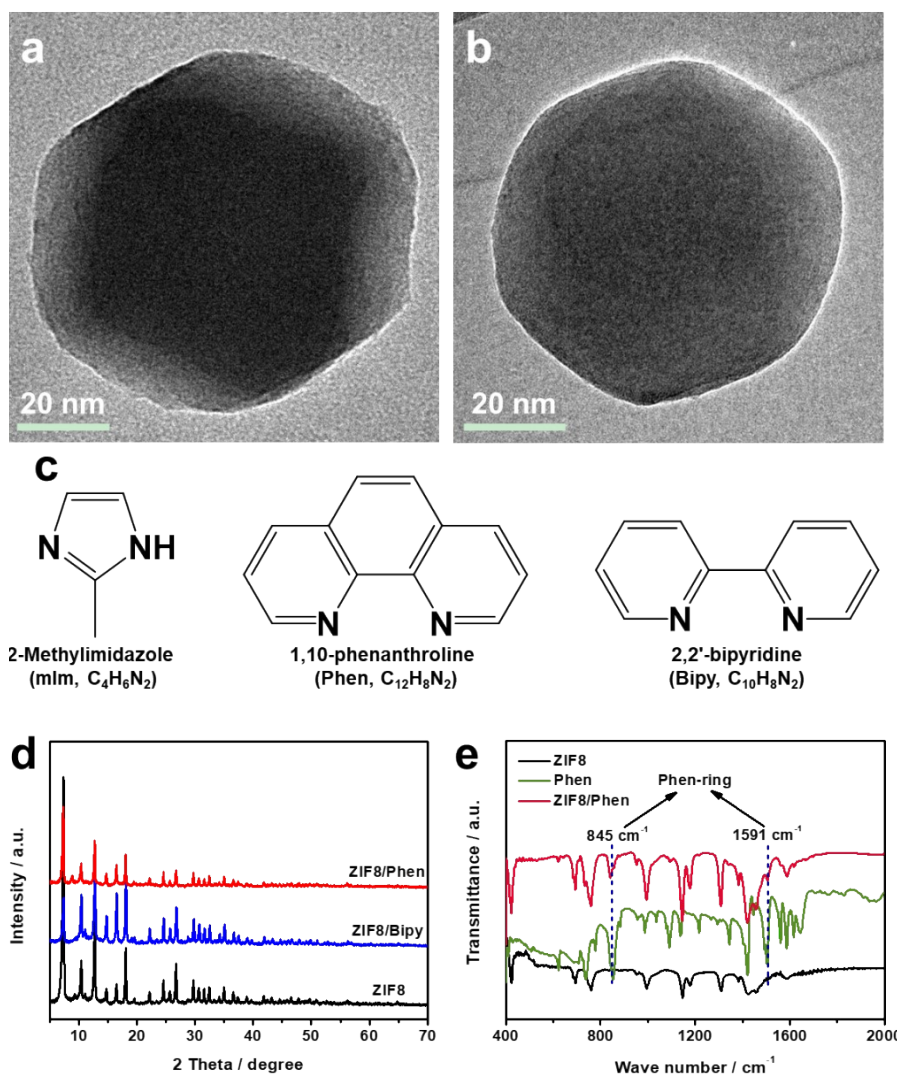 a
b
20 nm
20 nm
c
N
NH
N
N
N
N
2-Methylimidazole
(mIm, C₄H₆N₂)
1,10-phenanthroline
(Phen, C₁₂H₈N₂)
2,2'-bipyridine
(Bipy, C₁₀H₈N₂)
d
Intensity / a.u.
ZIF8/Phen
ZIF8/Bipy
ZIF8
10 20 30 40 50 60 70
2 Theta / degree
e
Transmittance / a.u.
ZIF8
Phen
ZIF8/Phen
Phen-ring
845 cm⁻¹
1591 cm⁻¹
400 800 1200 1600 2000
Wave number / cm⁻¹